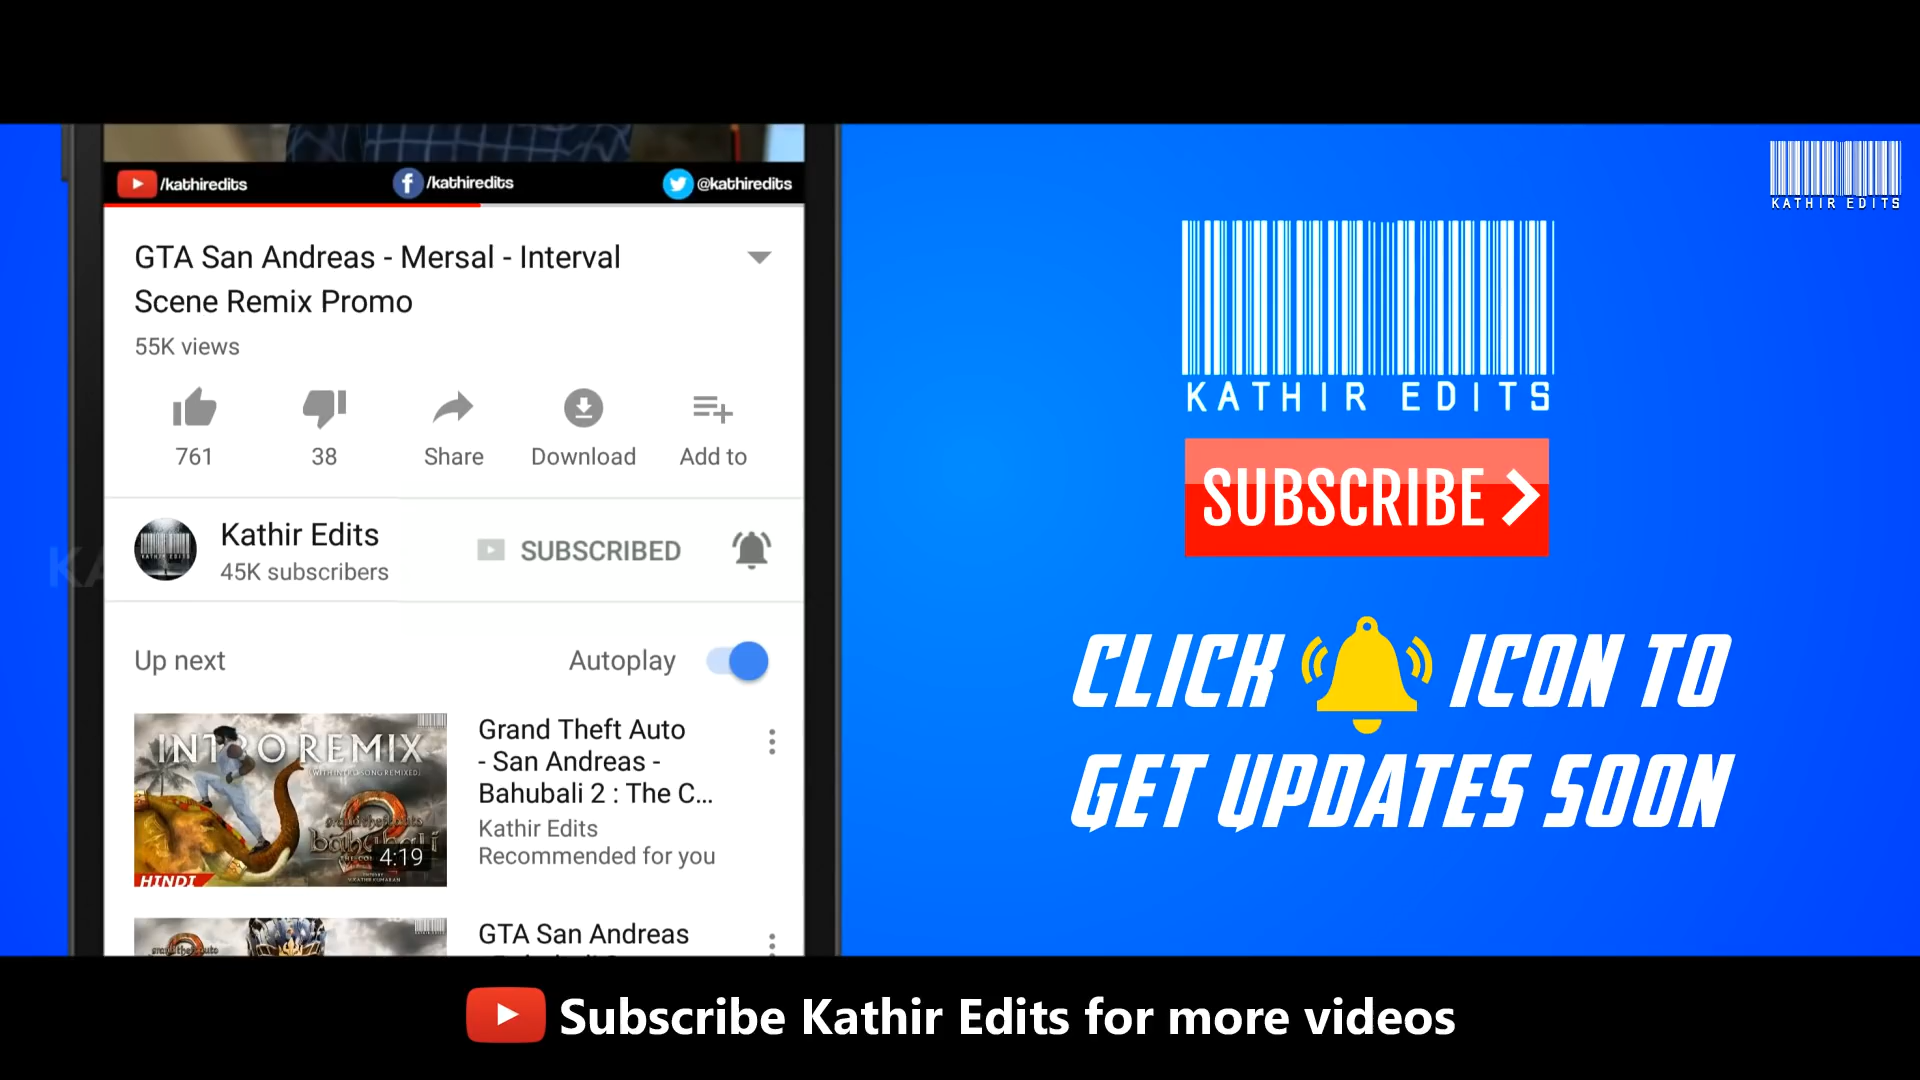 /kathiredits
/kathiredits
@kathiredits
KATHIR EDITS
GTA San Andreas - Mersal - Interval
Scene Remix Promo
55K views
761
38
Share
Download
Add to
Kathir Edits
45K subscribers
SUBSCRIBED
Up next
Autoplay
INTRO REMIX
4:19
HINDI
Grand Theft Auto
- San Andreas -
Bahubali 2 : The C...
Kathir Edits
Recommended for you
GTA San Andreas
KATHIR EDITS
SUBSCRIBE
CLICK ICON TO
GET UPDATES SOON
Subscribe Kathir Edits for more videos